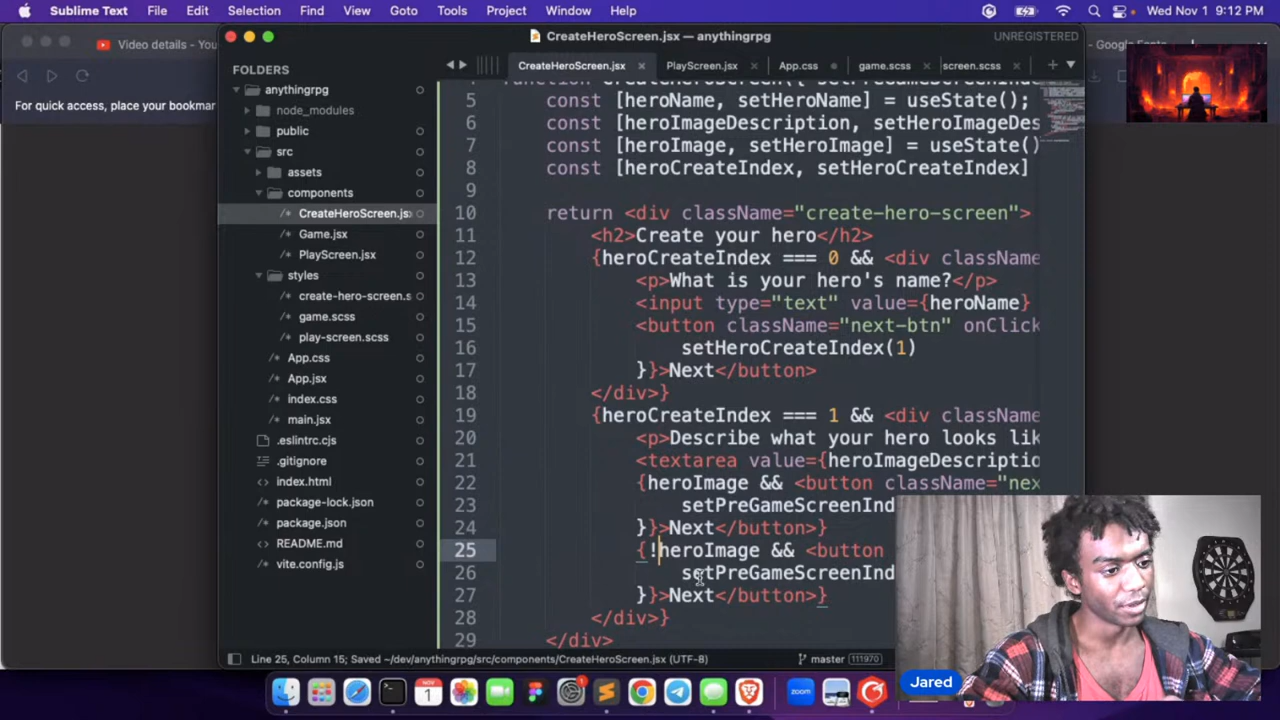 Sublime Text File Edit Selection Find View Goto Tools Project Window Help Wed Nov 1 9:12 PM
Video details - You
CreateHeroScreen.jsx — anythingrpg
UNREGISTERED
- Google Fonts
For quick access, place your bookmar
FOLDERS
anythingrpg
node_modules
public
src
assets
components
CreateHeroScreen.jsx
Game.jsx
PlayScreen.jsx
styles
create-hero-screen.s
game.scss
play-screen.scss
App.css
App.jsx
index.css
main.jsx
.eslintrc.cjs
.gitignore
index.html
package-lock.json
package.json
README.md
vite.config.js
CreateHeroScreen.jsx PlayScreen.jsx App.css game.scss screen.scss
5 const [heroName, setHeroName] = useState();
6 const [heroImageDescription, setHeroImageDes
7 const [heroImage, setHeroImage] = useState()
8 const [heroCreateIndex, setHeroCreateIndex]
9
10 return <div className="create-hero-screen">
11 <h2>Create your hero</h2>
12 {heroCreateIndex === 0 && <div className
13 <p>What is your hero's name?</p>
14 <input type="text" value={heroName}
15 <button className="next-btn" onClick
16 setHeroCreateIndex(1)
17 }}>Next</button>
18 </div>}
19 {heroCreateIndex === 1 && <div className
20 <p>Describe what your hero looks lik
21 <textarea value={heroImageDescriptio
22 {heroImage && <button className="nex
23 setPreGameScreenInd
24 }}>Next</button>}
25 {!heroImage && <button
26 setPreGameScreenInd
27 }}>Next</button>}
28 </div>}
29 </div>
Line 25, Column 15; Saved ~/dev/anythingrpg/src/components/CreateHeroScreen.jsx (UTF-8)
master 111970
NOV
1
zoom
Jared